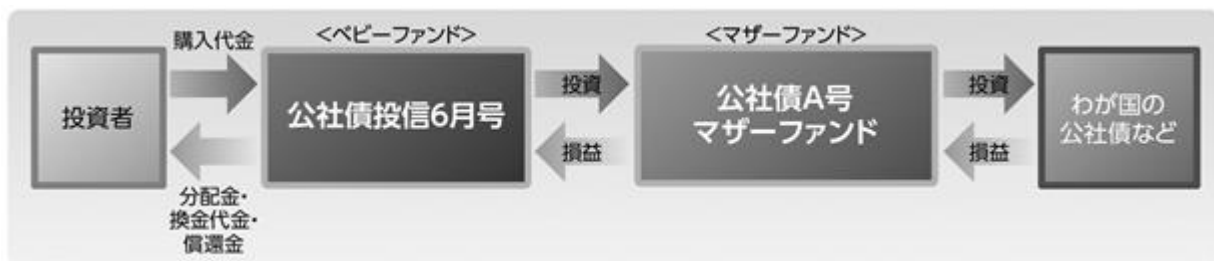 購入代金
<ベビーファンド>
<マザーファンド>
投資者
公社債投信6月号
投資
公社債A号
マザーファンド
投資
わが国の
公社債など
損益
損益
分配金・
換金代金・
償還金